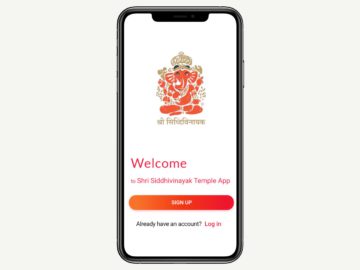 श्री सिध्दिविनायक
Welcome
to Shri Siddhivinayak Temple App
SIGN UP
Already have an account? Log in